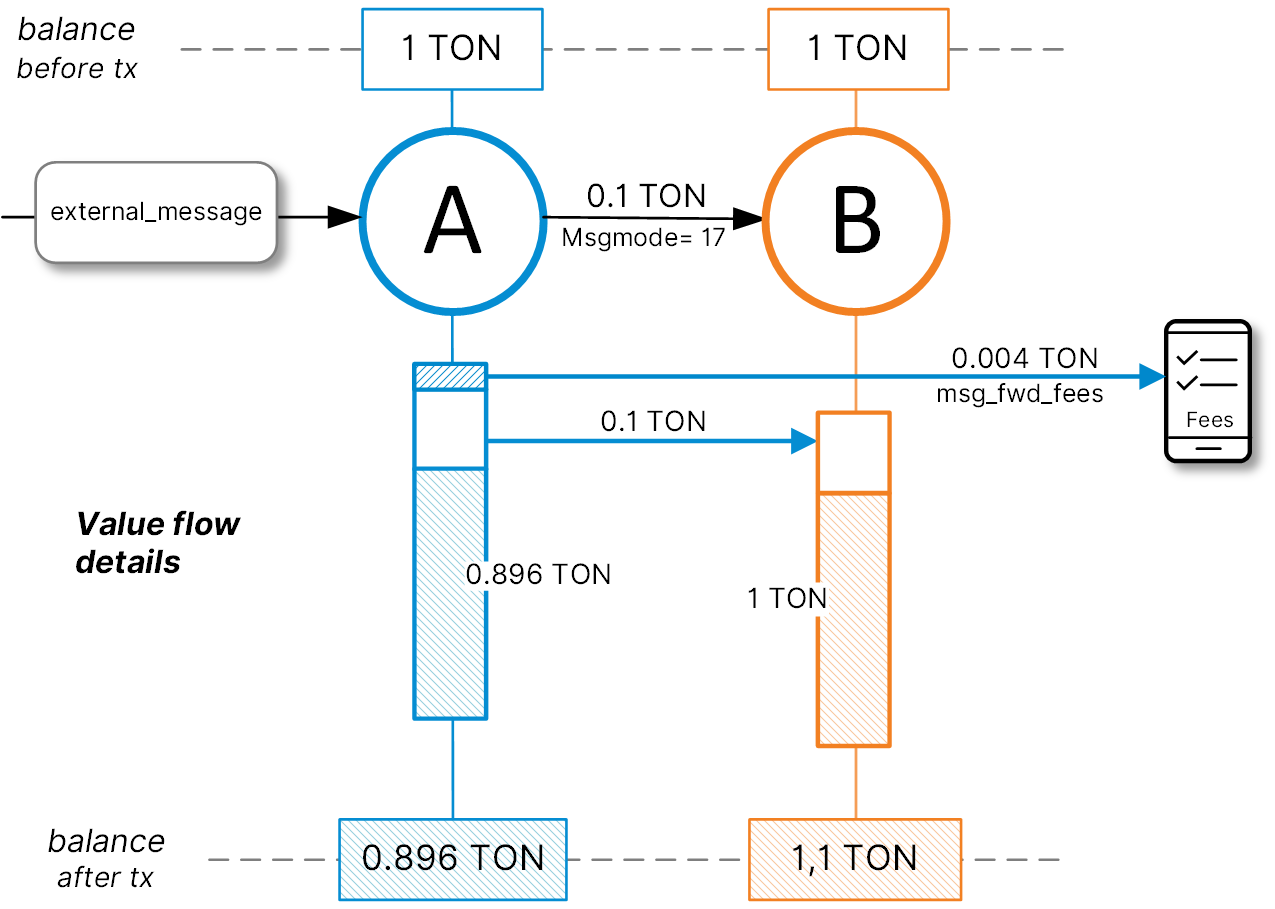 balance
before tx
1 TON
1 TON
external_message
A
0.1 TON
Msgmode= 17
B
0.004 TON
msg_fwd_fees
Fees
0.1 TON
Value flow
details
0.896 TON
1 TON
balance
after tx
0.896 TON
1,1 TON